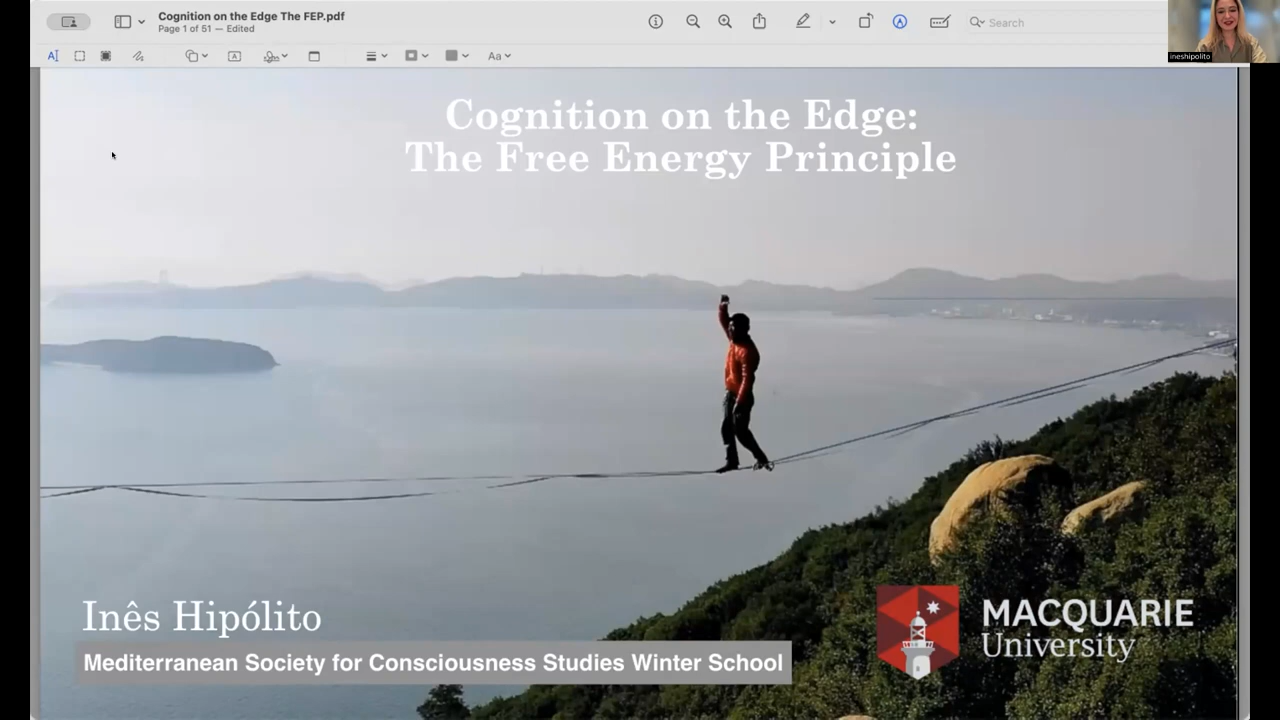 Cognition on the Edge The FEP.pdf
Page 1 of 51 — Edited
Search
Aa
ineshipolito
Cognition on the Edge:
The Free Energy Principle
Inês Hipólito
Mediterranean Society for Consciousness Studies Winter School
MACQUARIE
University